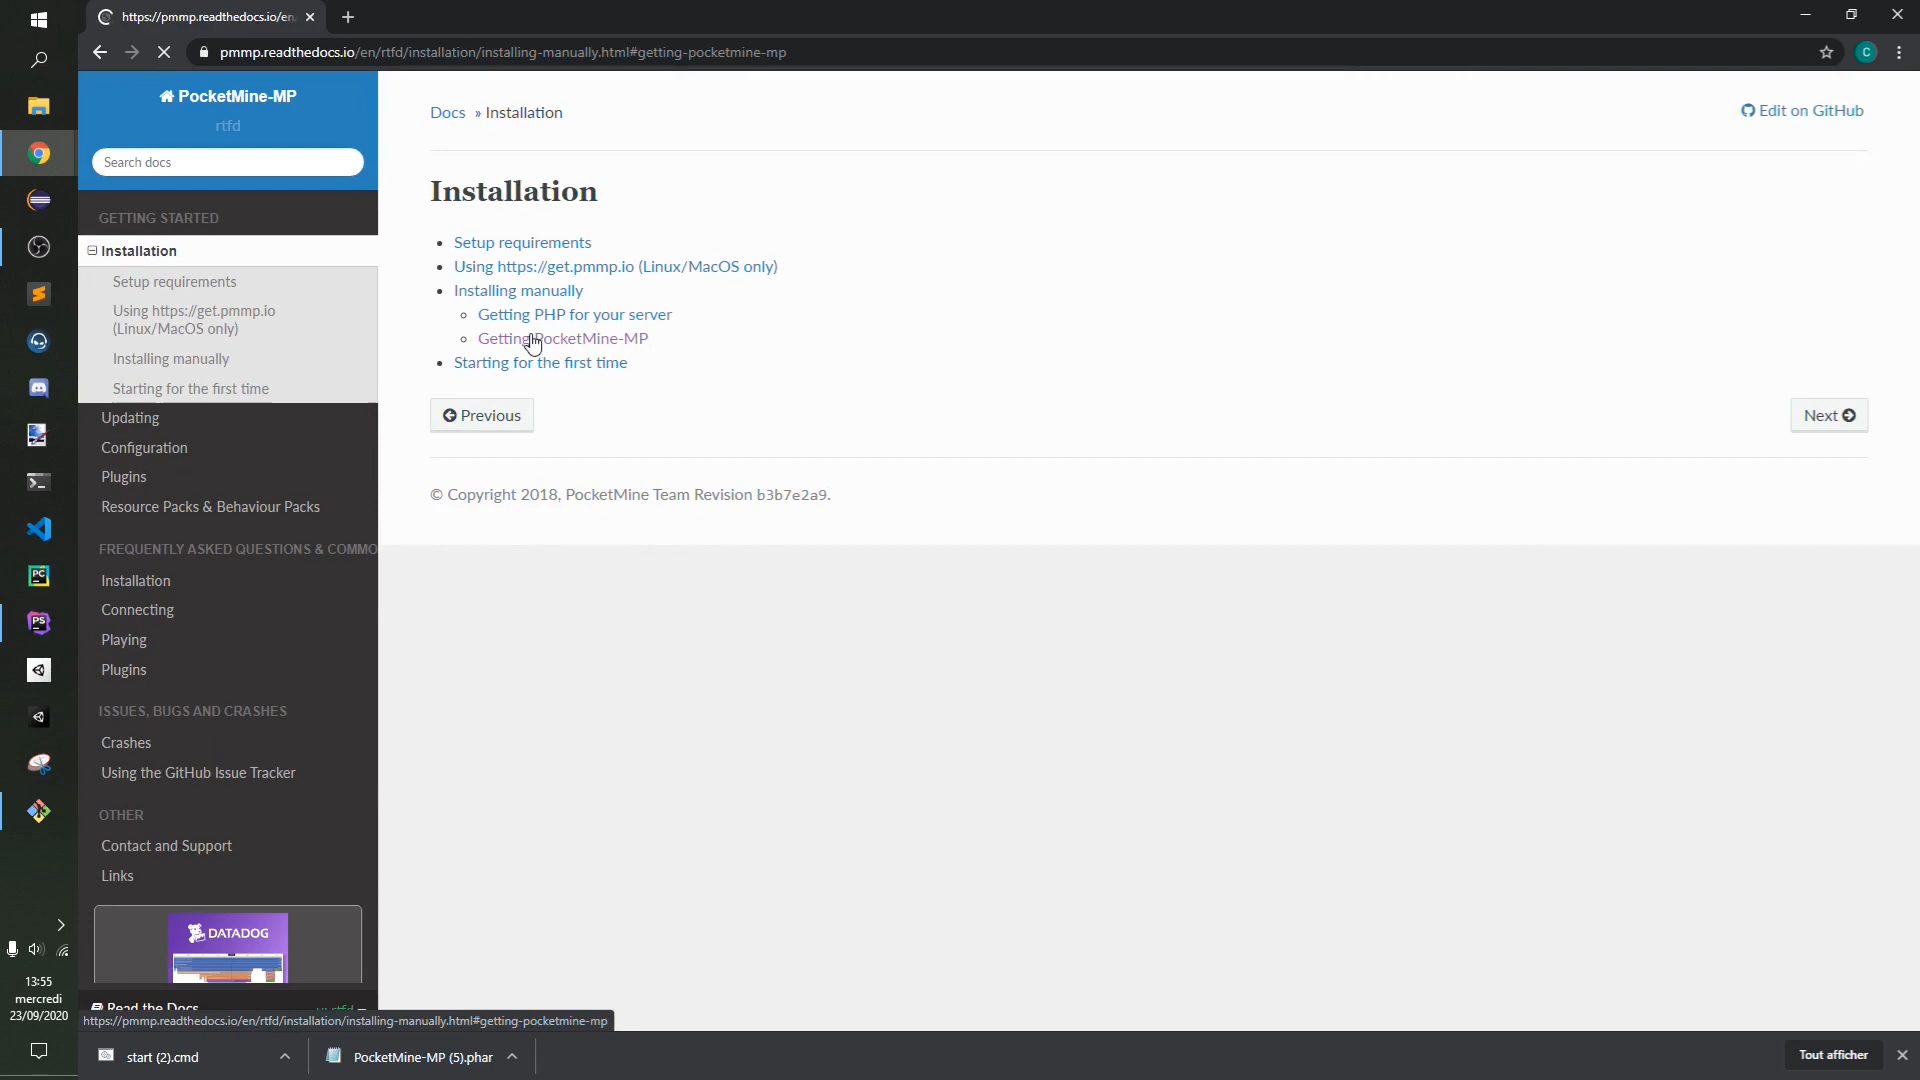 https://pmmp.readthedocs.io/en
pmmp.readthedocs.io/en/rtfd/installation/installing-manually.html#getting-pocketmine-mp
C
PocketMine-MP
rtfd
Search docs
GETTING STARTED
Installation
Setup requirements
Using https://get.pmmp.io
(Linux/MacOS only)
Installing manually
Starting for the first time
Updating
Configuration
Plugins
Resource Packs & Behaviour Packs
FREQUENTLY ASKED QUESTIONS & COMMO
Installation
Connecting
Playing
Plugins
ISSUES, BUGS AND CRASHES
Crashes
Using the GitHub Issue Tracker
OTHER
Contact and Support
Links
DATADOG
Read the Docs
Docs » Installation
Edit on GitHub
Installation
Setup requirements
Using https://get.pmmp.io (Linux/MacOS only)
Installing manually
Getting PHP for your server
Getting PocketMine-MP
Starting for the first time
Previous
Next
© Copyright 2018, PocketMine Team Revision b3b7e2a9.
PC
PS
13:55
mercredi
23/09/2020
https://pmmp.readthedocs.io/en/rtfd/installation/installing-manually.html#getting-pocketmine-mp
start (2).cmd
PocketMine-MP (5).phar
Tout afficher